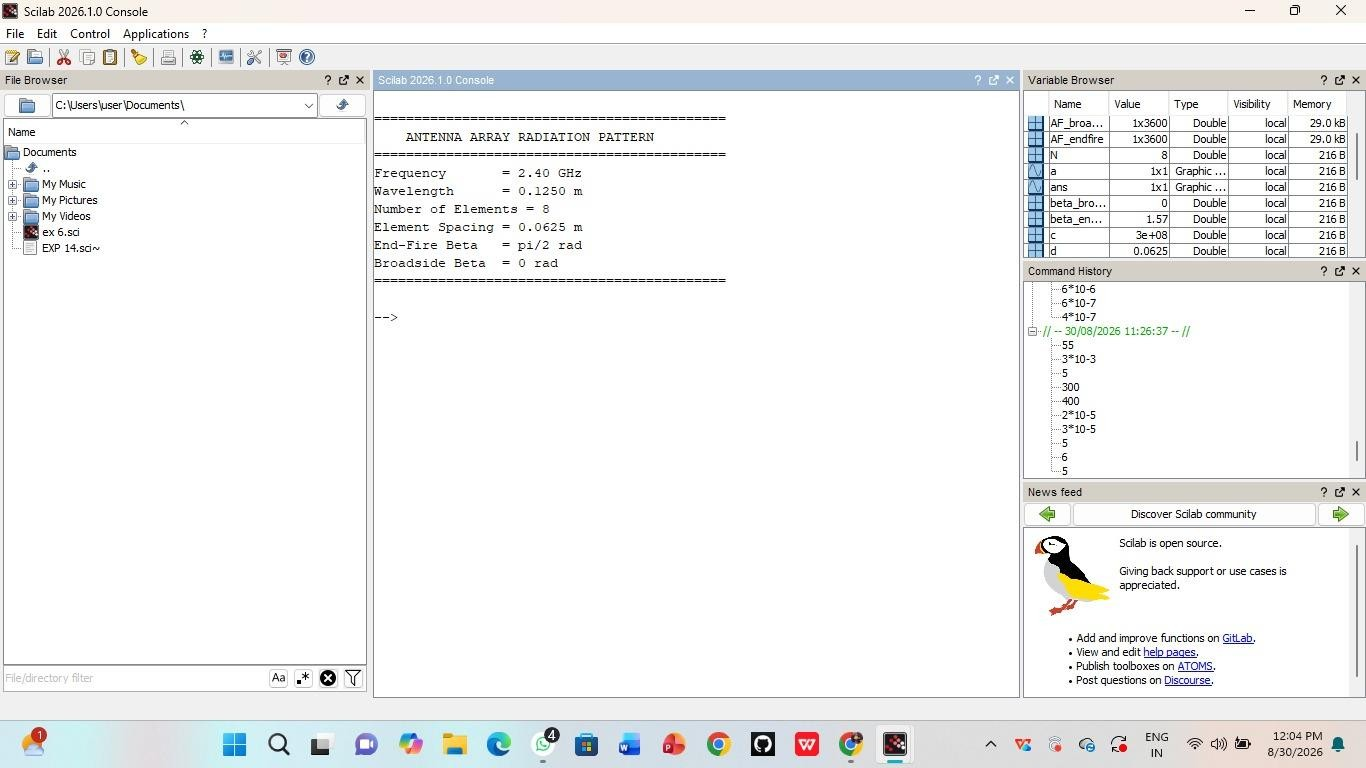 Scilab 2026.1.0 Console
File Edit Control Applications ?
File Browser ? 
C:\Users\user\Documents\
Name
Documents
..
My Music
My Pictures
My Videos
ex 6.sci
EXP 14.sci~
File/directory filter
Aa .*
Scilab 2026.1.0 Console ?
============================================
ANTENNA ARRAY RADIATION PATTERN
============================================
Frequency = 2.40 GHz
Wavelength = 0.1250 m
Number of Elements = 8
Element Spacing = 0.0625 m
End-Fire Beta = pi/2 rad
Broadside Beta = 0 rad
============================================
-->
Variable Browser ?
Name Value Type Visibility Memory
AF_broa... 1x3600 Double local 29.0 kB
AF_endfire 1x3600 Double local 29.0 kB
N 8 Double local 216 B
a 1x1 Graphic ... local 216 B
ans 1x1 Graphic ... local 216 B
beta_bro... 0 Double local 216 B
beta_en... 1.57 Double local 216 B
c 3e+08 Double local 216 B
d 0.0625 Double local 216 B
Command History ?
6*10-6
6*10-7
4*10-7
// -- 30/08/2026 11:26:37 -- //
55
3*10-3
5
300
400
2*10-5
3*10-5
5
6
5
News feed ?
Discover Scilab community
Scilab is open source.
Giving back support or use cases is
appreciated.
• Add and improve functions on GitLab.
• View and edit help pages.
• Publish toolboxes on ATOMS.
• Post questions on Discourse.
1
4
ENG
IN
12:04 PM
8/30/2026